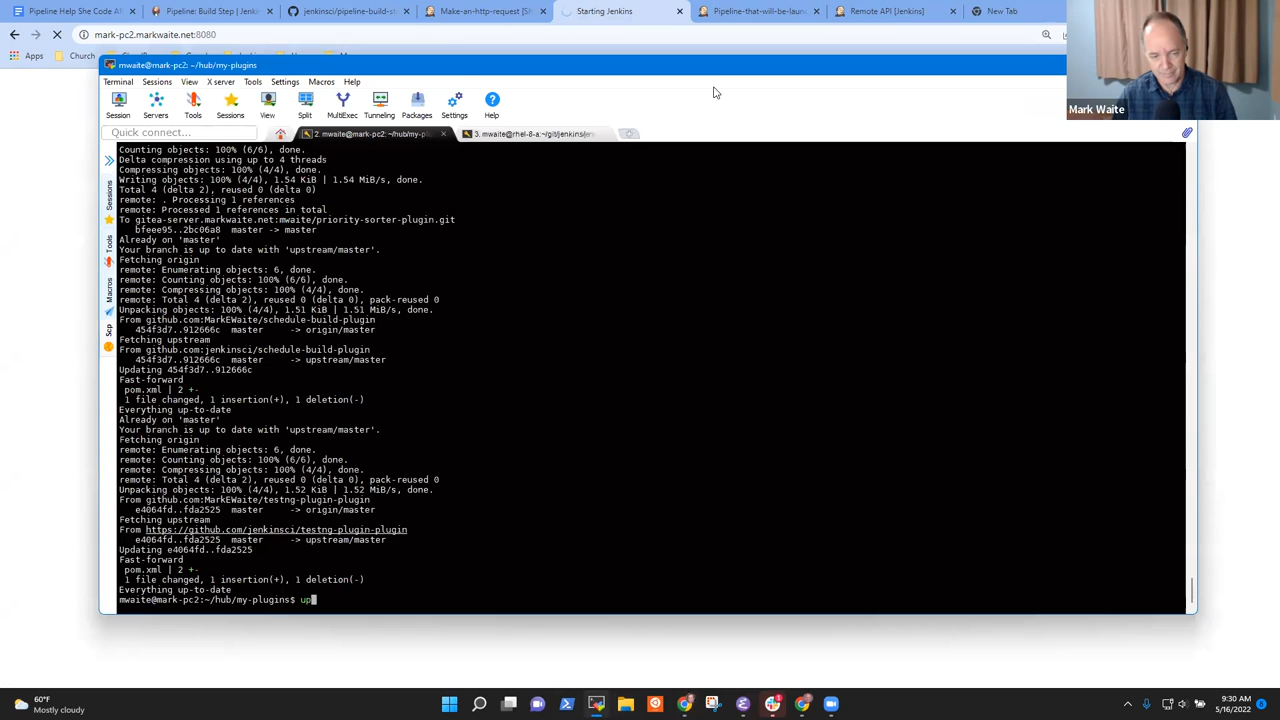 Pipeline Help She Code A
Pipeline: Build Step | Jenkins
jenkinsci/pipeline-build-st
Make-an-http-request [
Starting Jenkins
Pipeline-that-will-be-laun
Remote API [Jenkins]
New Tab
mark-pc2.markwaite.net:8080
Apps
Church
Mark Waite
mwaite@mark-pc2: ~/hub/my-plugins
Terminal Sessions View X server Tools Settings Macros Help
Session Servers Tools Sessions View Split MultiExec Tunneling Packages Settings Help
Quick connect...
2. mwaite@mark-pc2: ~/hub/my-pl
3. mwaite@rhel-8-a:~/git/jenkins/jen
Sessions
Tools
Macros
Scp
Counting objects: 100% (6/6), done.
Delta compression using up to 4 threads
Compressing objects: 100% (4/4), done.
Writing objects: 100% (4/4), 1.54 KiB | 1.54 MiB/s, done.
Total 4 (delta 2), reused 0 (delta 0)
remote: . Processing 1 references
remote: Processed 1 references in total
To gitea-server.markwaite.net:mwaite/priority-sorter-plugin.git
bfeee95..2bc06a8 master -> master
Already on 'master'
Your branch is up to date with 'upstream/master'.
Fetching origin
remote: Enumerating objects: 6, done.
remote: Counting objects: 100% (6/6), done.
remote: Compressing objects: 100% (4/4), done.
remote: Total 4 (delta 2), reused 0 (delta 0), pack-reused 0
Unpacking objects: 100% (4/4), 1.51 KiB | 1.51 MiB/s, done.
From github.com:MarkEWaite/schedule-build-plugin
454f3d7..912666c master -> origin/master
Fetching upstream
From github.com:jenkinsci/schedule-build-plugin
454f3d7..912666c master -> upstream/master
Updating 454f3d7..912666c
Fast-forward
pom.xml | 2 +-
1 file changed, 1 insertion(+), 1 deletion(-)
Everything up-to-date
Already on 'master'
Your branch is up to date with 'upstream/master'.
Fetching origin
remote: Enumerating objects: 6, done.
remote: Counting objects: 100% (6/6), done.
remote: Compressing objects: 100% (4/4), done.
remote: Total 4 (delta 2), reused 0 (delta 0), pack-reused 0
Unpacking objects: 100% (4/4), 1.52 KiB | 1.52 MiB/s, done.
From github.com:MarkEWaite/testng-plugin-plugin
e4064fd..fda2525 master -> origin/master
Fetching upstream
From https://github.com/jenkinsci/testng-plugin-plugin
e4064fd..fda2525 master -> upstream/master
Updating e4064fd..fda2525
Fast-forward
pom.xml | 2 +-
1 file changed, 1 insertion(+), 1 deletion(-)
Everything up-to-date
mwaite@mark-pc2:~/hub/my-plugins$ up
60°F
Mostly cloudy
9:30 AM
5/16/2022